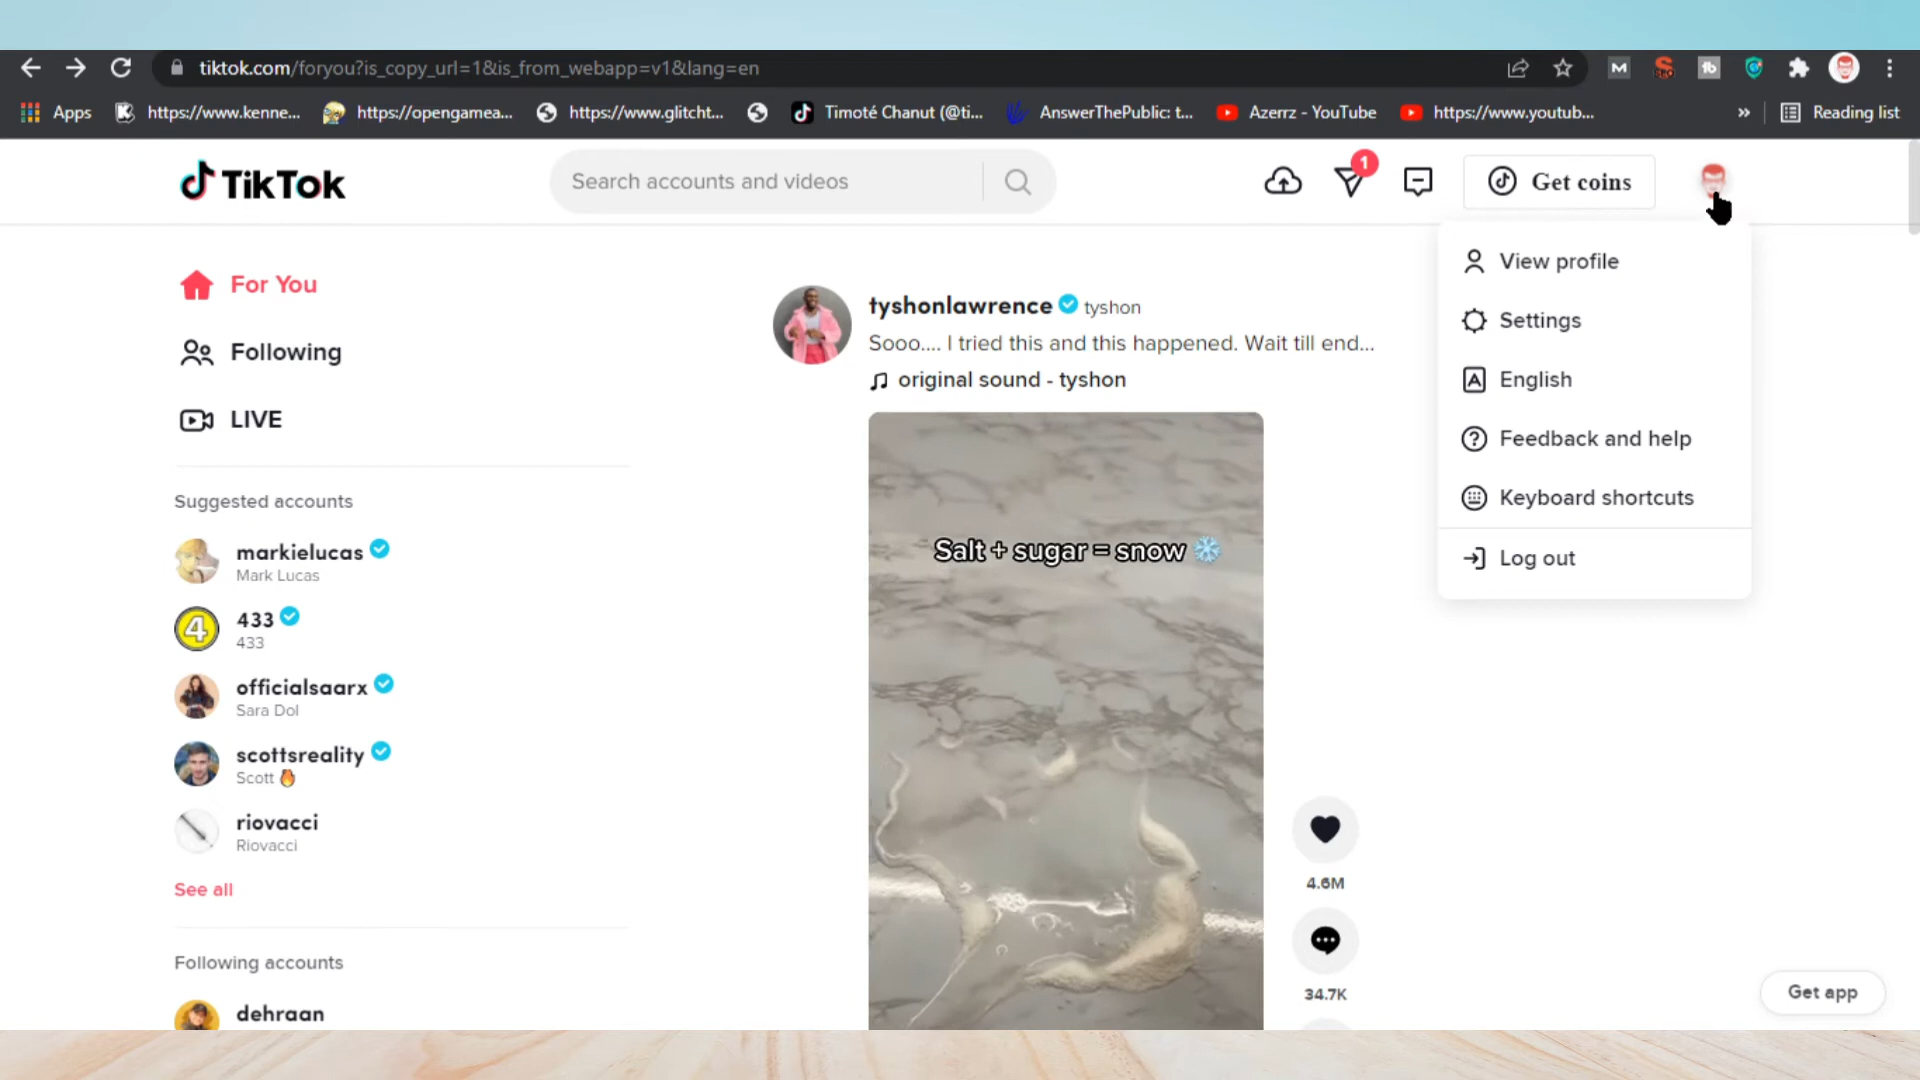 tiktok.com/foryou?is_copy_url=1&is_from_webapp=v1&lang=en
Apps https://www.kenne... https://opengamea... https://www.glitcht... Timoté Chanut (@ti... AnswerThePublic: t... Azerrz - YouTube https://www.youtub... » Reading list
TikTok
Search accounts and videos
1
Get coins
View profile
Settings
English
Feedback and help
Keyboard shortcuts
Log out
For You
Following
LIVE
Suggested accounts
markielucas
Mark Lucas
433
433
officialsaarx
Sara Dol
scottsreality
Scott 🔥
riovacci
Riovacci
See all
Following accounts
dehraan
tyshonlawrence tyshon
Sooo.... I tried this and this happened. Wait till end...
original sound - tyshon
Salt + sugar = snow ❄️
4.6M
34.7K
Get app